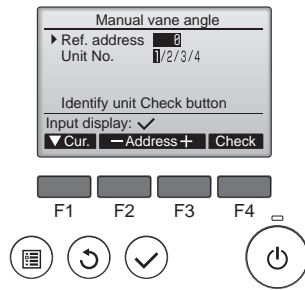 Manual vane angle
Ref. address 0
Unit No. 1/2/3/4
Identify unit Check button
Input display: ✓
▼Cur. −Address+ Check
F1 F2 F3 F4